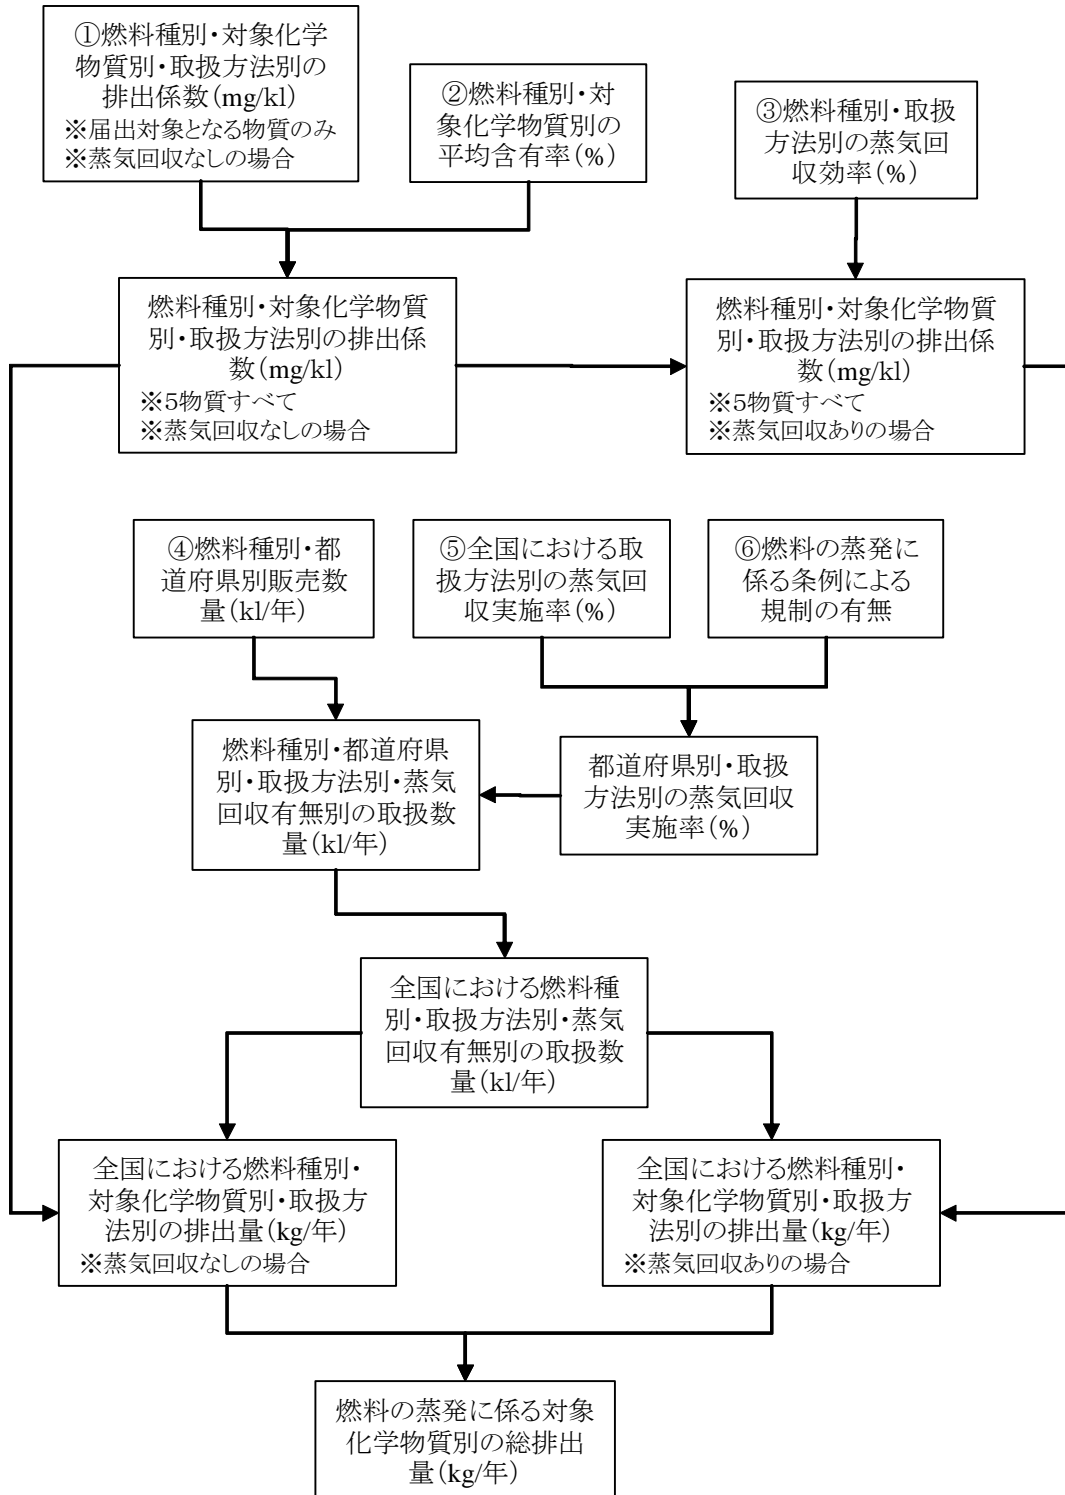 ①燃料種別・対象化学
物質別・取扱方法別の
排出係数(mg/kl)
※届出対象となる物質のみ
※蒸気回収なしの場合
②燃料種別・対
象化学物質別の
平均含有率(%)
③燃料種別・取扱
方法別の蒸気回
収効率(%)
燃料種別・対象化学物質
別・取扱方法別の排出係
数(mg/kl)
※5物質すべて
※蒸気回収なしの場合
燃料種別・対象化学物質
別・取扱方法別の排出係
数(mg/kl)
※5物質すべて
※蒸気回収ありの場合
④燃料種別・都
道府県別販売数
量(kl/年)
⑤全国における取
扱方法別の蒸気回
収実施率(%)
⑥燃料の蒸発に
係る条例による
規制の有無
燃料種別・都道府県
別・取扱方法別・蒸気
回収有無別の取扱数
量(kl/年)
都道府県別・取扱
方法別の蒸気回収
実施率(%)
全国における燃料種
別・取扱方法別・蒸気
回収有無別の取扱数
量(kl/年)
全国における燃料種別・
対象化学物質別・取扱方
法別の排出量(kg/年)
※蒸気回収なしの場合
全国における燃料種別・
対象化学物質別・取扱方
法別の排出量(kg/年)
※蒸気回収ありの場合
燃料の蒸発に係る対象
化学物質別の総排出
量(kg/年)